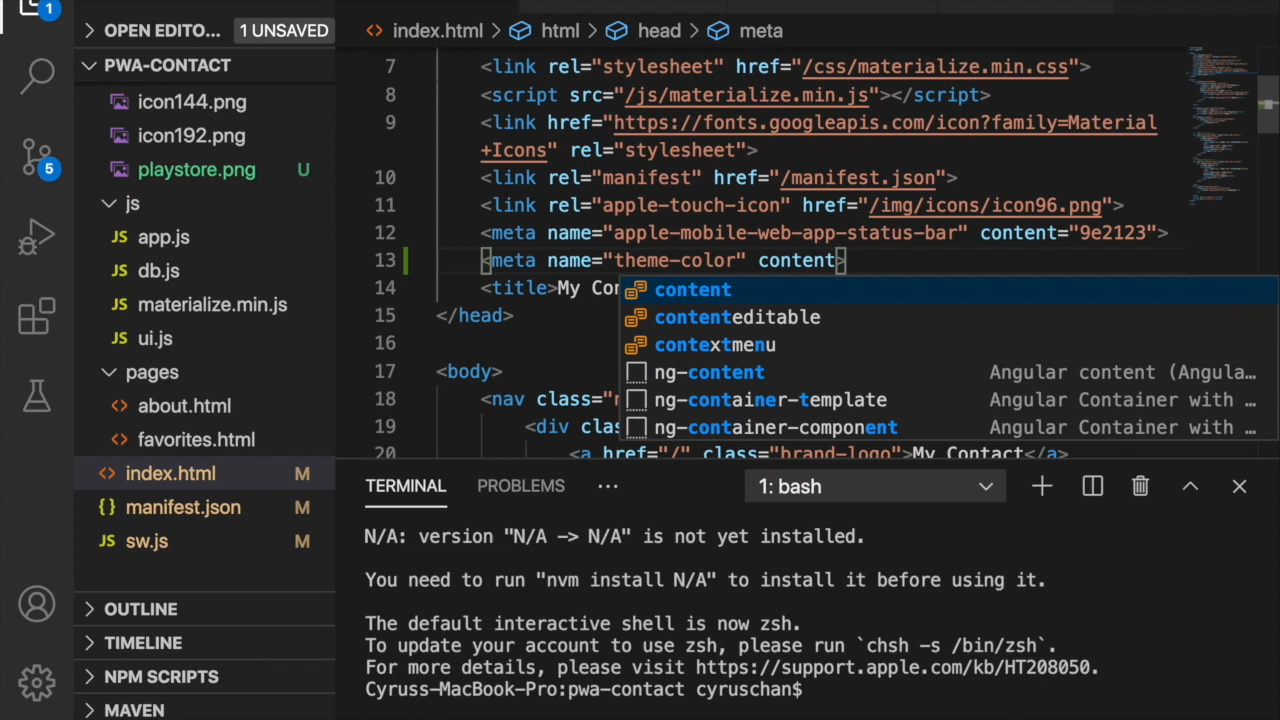 1
OPEN EDITO... 1 UNSAVED
PWA-CONTACT
icon144.png
icon192.png
5
playstore.png U
js
JS app.js
JS db.js
JS materialize.min.js
JS ui.js
pages
<> about.html
<> favorites.html
<> index.html M
{} manifest.json M
JS sw.js M
OUTLINE
TIMELINE
NPM SCRIPTS
MAVEN
<> index.html > html > head > meta
7 <link rel="stylesheet" href="/css/materialize.min.css">
8 <script src="/js/materialize.min.js"></script>
9 <link href="https://fonts.googleapis.com/icon?family=Material
+Icons" rel="stylesheet">
10 <link rel="manifest" href="/manifest.json">
11 <link rel="apple-touch-icon" href="/img/icons/icon96.png">
12 <meta name="apple-mobile-web-app-status-bar" content="9e2123">
13 <meta name="theme-color" content>
14 <title>My Con
15 </head>
16
17 <body>
18 <nav class="n
19 <div clas
20 <a href="/" class="brand-logo">My Contact</a>
content
contenteditable
contextmenu
ng-content Angular content (Angula...
ng-container-template Angular Container with ...
ng-container-component Angular Container with ...
TERMINAL PROBLEMS ... 1: bash
N/A: version "N/A -> N/A" is not yet installed.
You need to run "nvm install N/A" to install it before using it.
The default interactive shell is now zsh.
To update your account to use zsh, please run `chsh -s /bin/zsh`.
For more details, please visit https://support.apple.com/kb/HT208050.
Cyruss-MacBook-Pro:pwa-contact cyruschan$